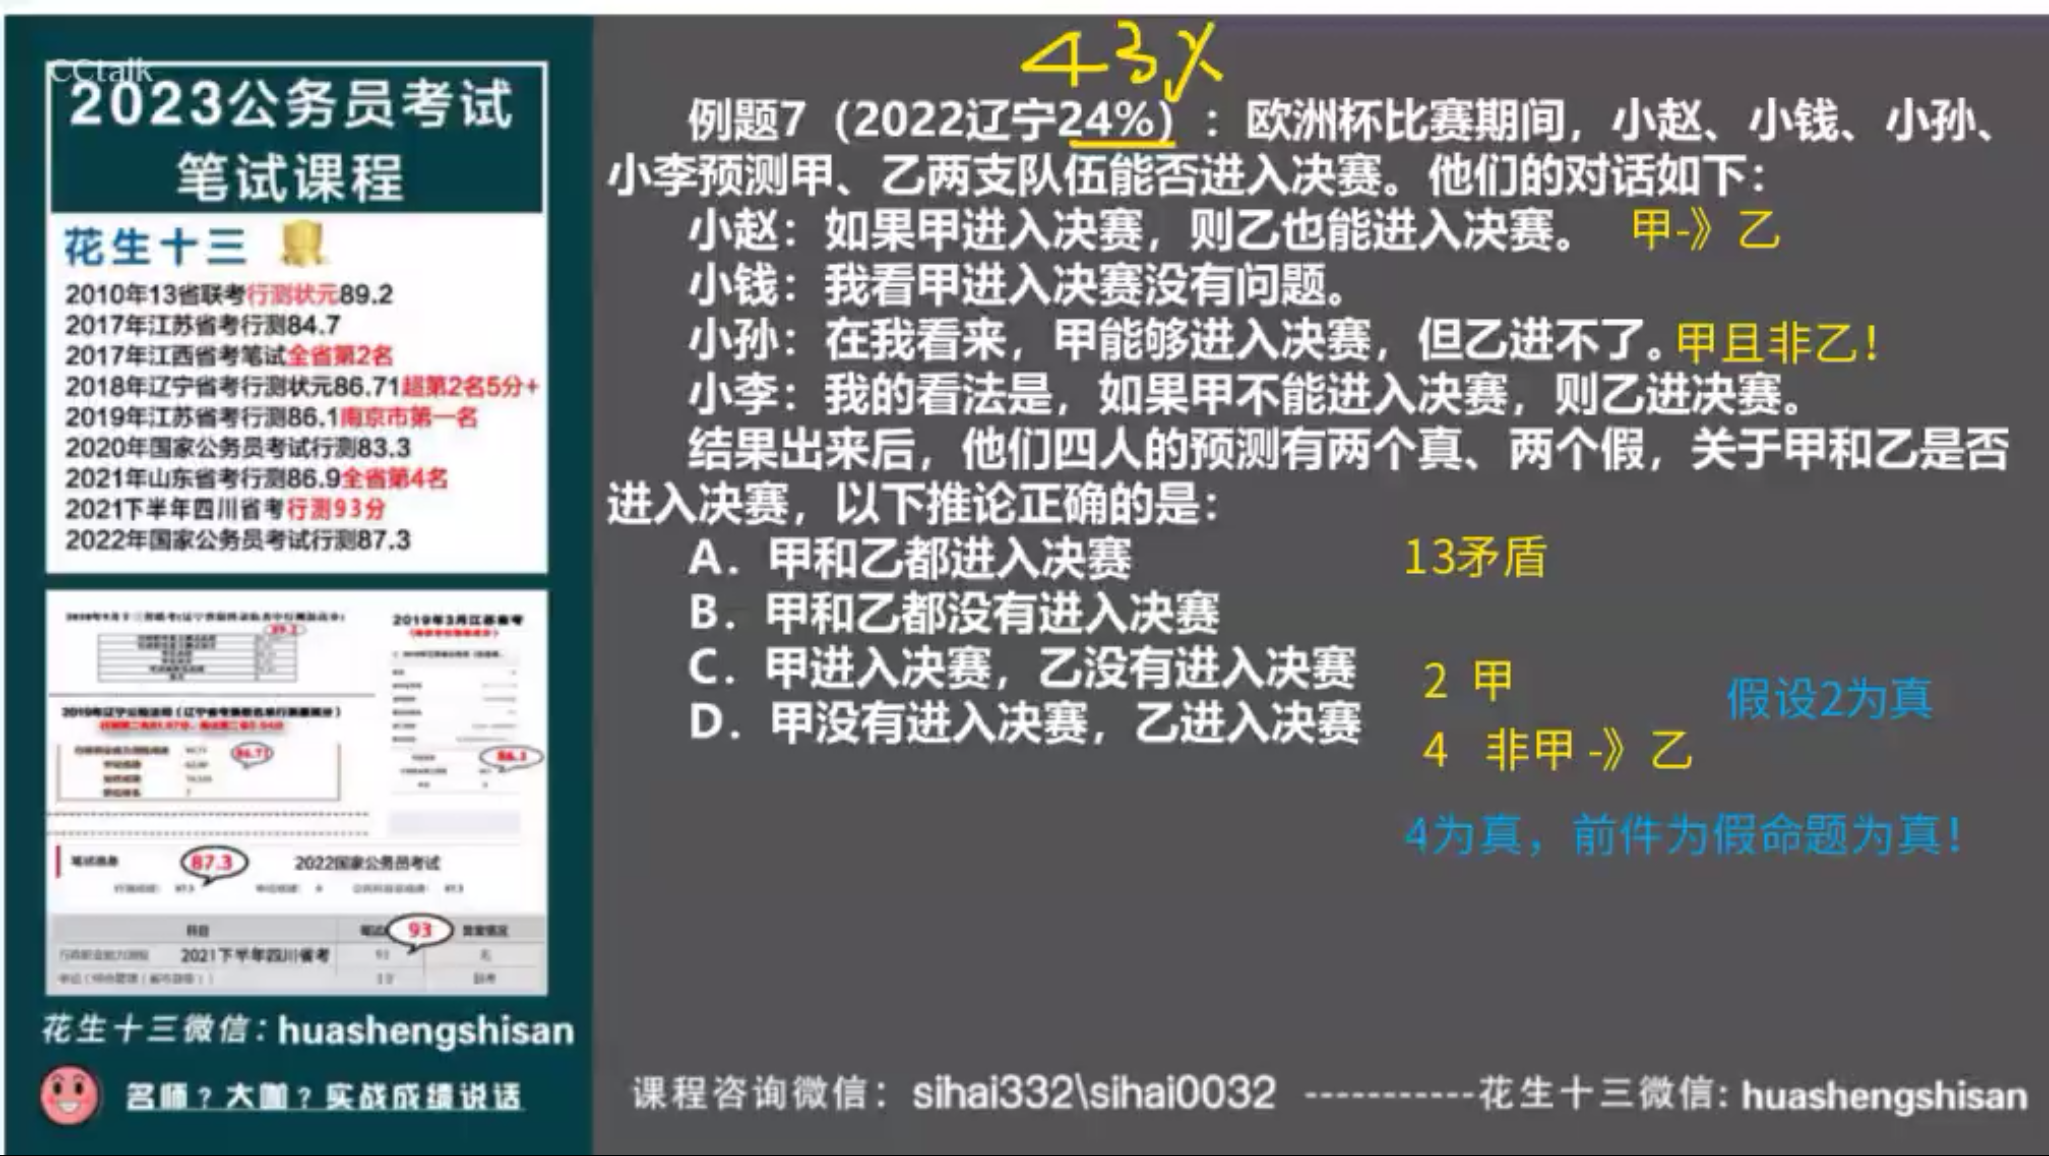 CCtalk
2023公务员考试
笔试课程
花生十三
2010年13省联考行测状元89.2
2017年江苏省考行测84.7
2017年江西省考笔试全省第2名
2018年辽宁省考行测状元86.71超第2名5分+
2019年江苏省考行测86.1南京市第一名
2020年国家公务员考试行测83.3
2021年山东省考行测86.9全省第4名
2021下半年四川省考行测93分
2022年国家公务员考试行测87.3
89.2
2019年3月江苏省考
86.71
86.1
87.3
2022国家公务员考试
科目
93
2021下半年四川省考
花生十三微信：huashengshisan
名师？大咖？实战成绩说话
43%
例题7（2022辽宁24%）：欧洲杯比赛期间，小赵、小钱、小孙、
小李预测甲、乙两支队伍能否进入决赛。他们的对话如下：
小赵：如果甲进入决赛，则乙也能进入决赛。 甲-》乙
小钱：我看甲进入决赛没有问题。
小孙：在我看来，甲能够进入决赛，但乙进不了。甲且非乙！
小李：我的看法是，如果甲不能进入决赛，则乙进决赛。
结果出来后，他们四人的预测有两个真、两个假，关于甲和乙是否
进入决赛，以下推论正确的是：
A．甲和乙都进入决赛 13矛盾
B．甲和乙都没有进入决赛
C．甲进入决赛，乙没有进入决赛 2 甲 假设2为真
D．甲没有进入决赛，乙进入决赛 4 非甲 -》乙
4为真，前件为假命题为真！
课程咨询微信：sihai332\sihai0032 -----------花生十三微信: huashengshisan